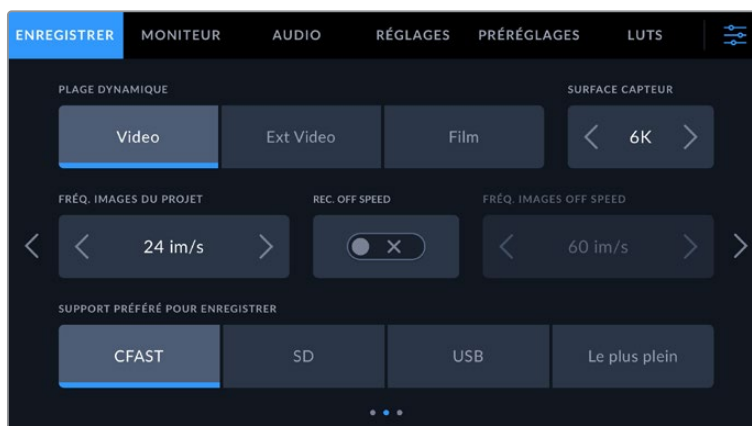 ENREGISTRER MONITEUR AUDIO RÉGLAGES PRÉRÉGLAGES LUTS
PLAGE DYNAMIQUE SURFACE CAPTEUR
Video Ext Video Film 6K
FRÉQ. IMAGES DU PROJET REC. OFF SPEED FRÉQ. IMAGES OFF SPEED
24 im/s 60 im/s
SUPPORT PRÉFÉRÉ POUR ENREGISTRER
CFAST SD USB Le plus plein